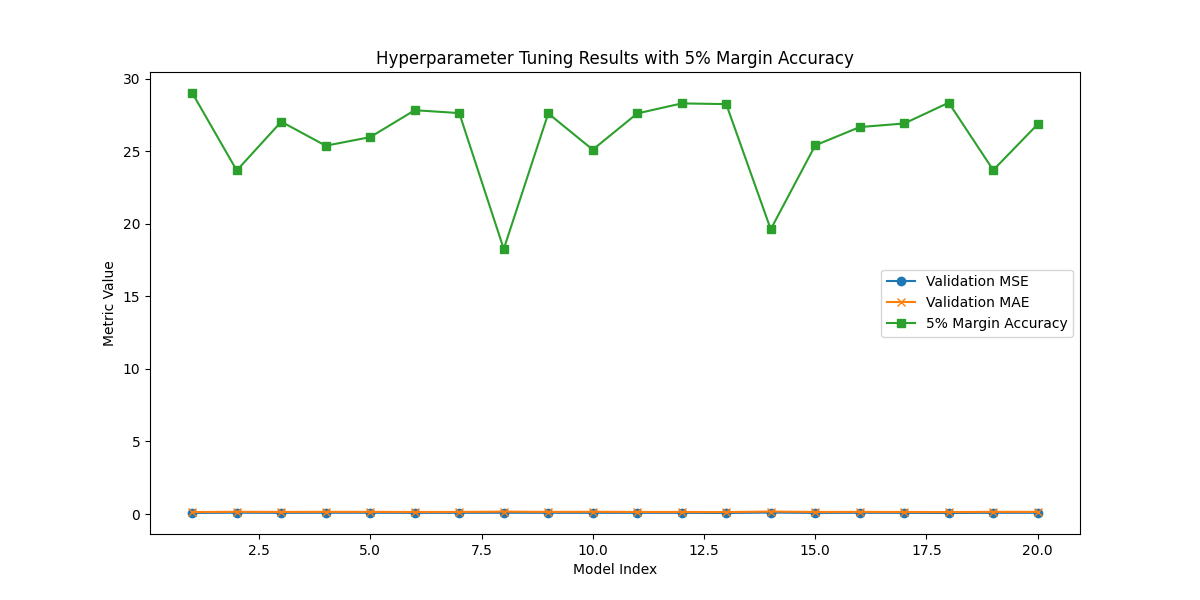 Hyperparameter Tuning Results with 5% Margin Accuracy
30
25
20
15
10
5
0
Metric Value
Validation MSE
Validation MAE
5% Margin Accuracy
2.5 5.0 7.5 10.0 12.5 15.0 17.5 20.0
Model Index